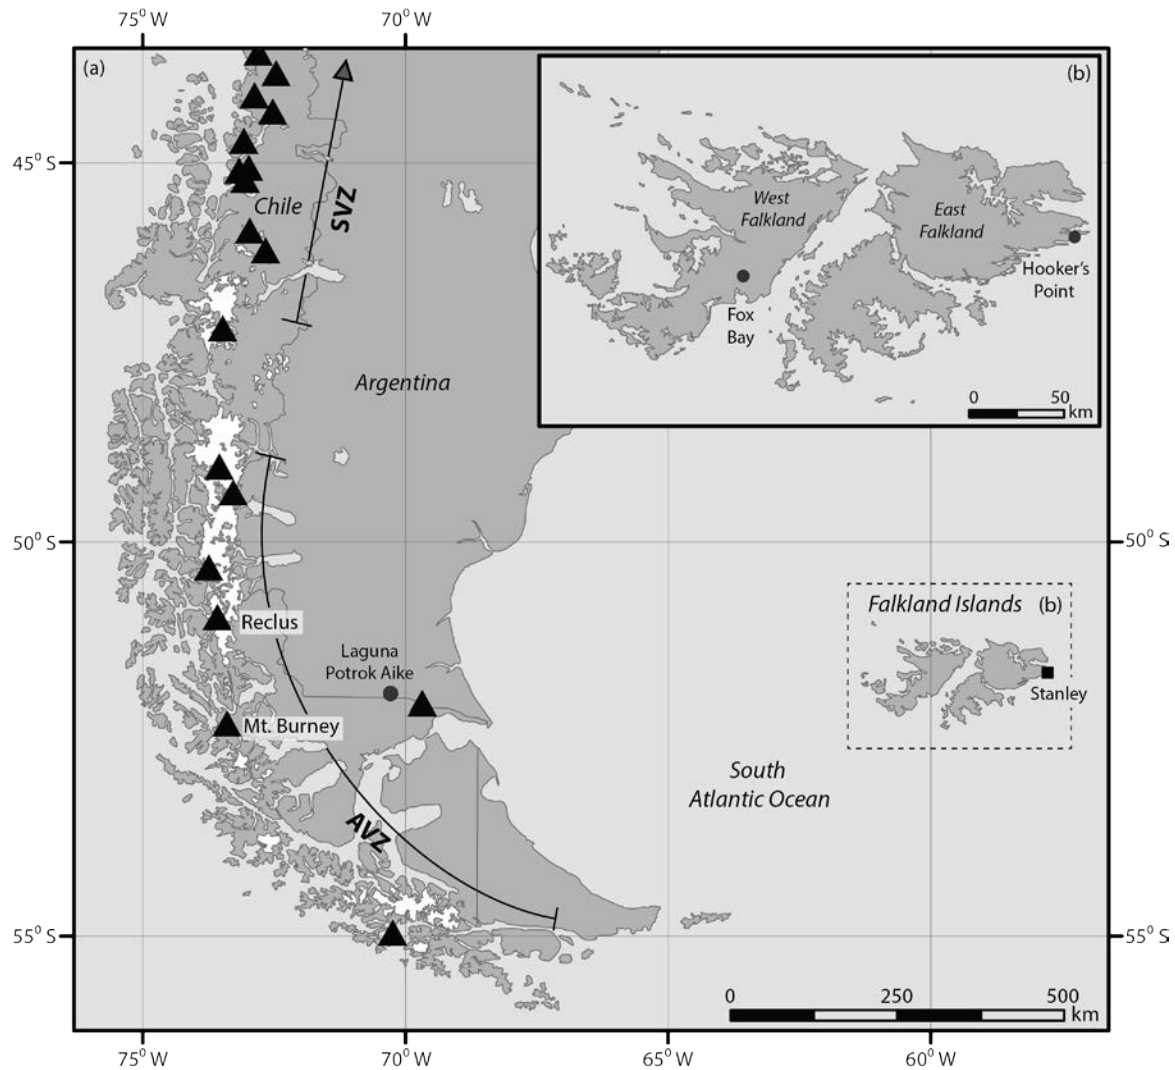 75° W
70° W
(a)
(b)
45° S
Chile
SVZ
West
Falkland
East
Falkland
Hooker's
Point
Fox
Bay
0 50
km
Argentina
50° S
50° S
Falkland Islands (b)
Reclus
Laguna
Potrok Aike
Stanley
Mt. Burney
South
Atlantic Ocean
AVZ
55° S
55° S
0 250 500
km
75° W
70° W
65° W
60° W